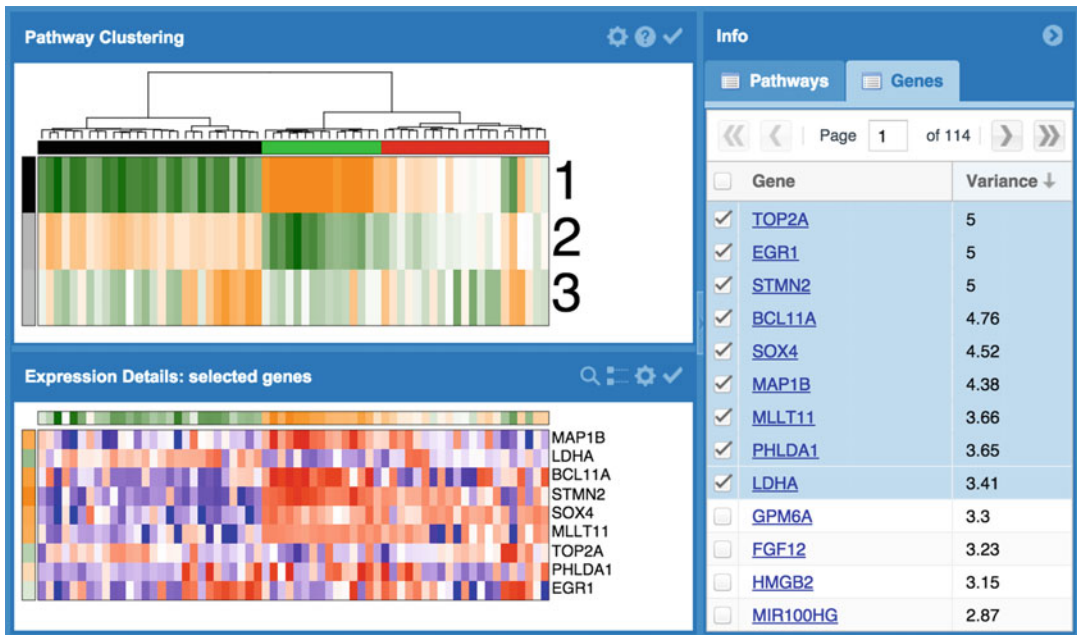 Pathway Clustering
1
2
3
Expression Details: selected genes
MAP1B
LDHA
BCL11A
STMN2
SOX4
MLLT11
TOP2A
PHLDA1
EGR1
Info
Pathways Genes
Page 1 of 114
Gene Variance
TOP2A 5
EGR1 5
STMN2 5
BCL11A 4.76
SOX4 4.52
MAP1B 4.38
MLLT11 3.66
PHLDA1 3.65
LDHA 3.41
GPM6A 3.3
FGF12 3.23
HMGB2 3.15
MIR100HG 2.87